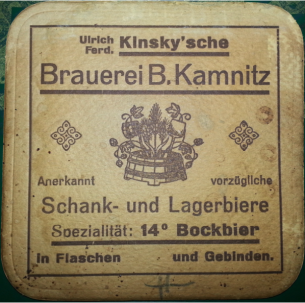 Ulrich Ferd. Kinsky'sche
Brauerei B. Kamnitz
Anerkannt vorzügliche
Schank- und Lagerbiere
Spezialität: 14° Bockbier
in Flaschen und Gebinden.